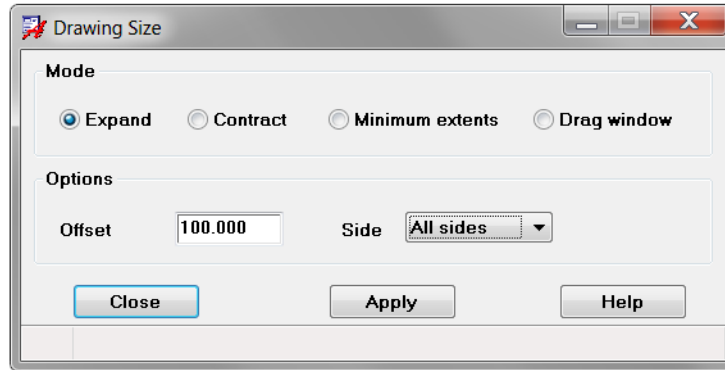 Drawing Size
Mode
Expand Contract Minimum extents Drag window
Options
Offset 100.000 Side All sides
Close Apply Help